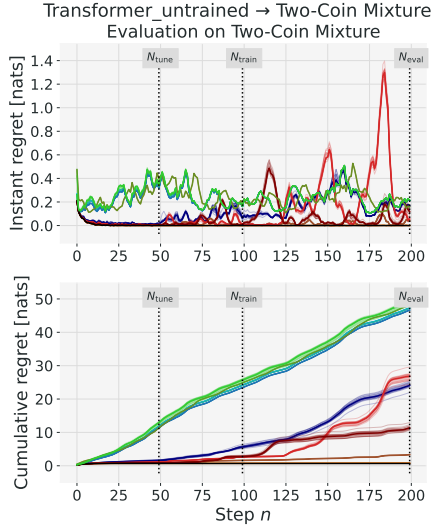 Transformer_untrained → Two-Coin Mixture
Evaluation on Two-Coin Mixture
Instant regret [nats]
1.4
1.2
1.0
0.8
0.6
0.4
0.2
0.0
N_tune
N_train
N_eval
0 25 50 75 100 125 150 175 200
Cumulative regret [nats]
50
40
30
20
10
0
N_tune
N_train
N_eval
0 25 50 75 100 125 150 175 200
Step n